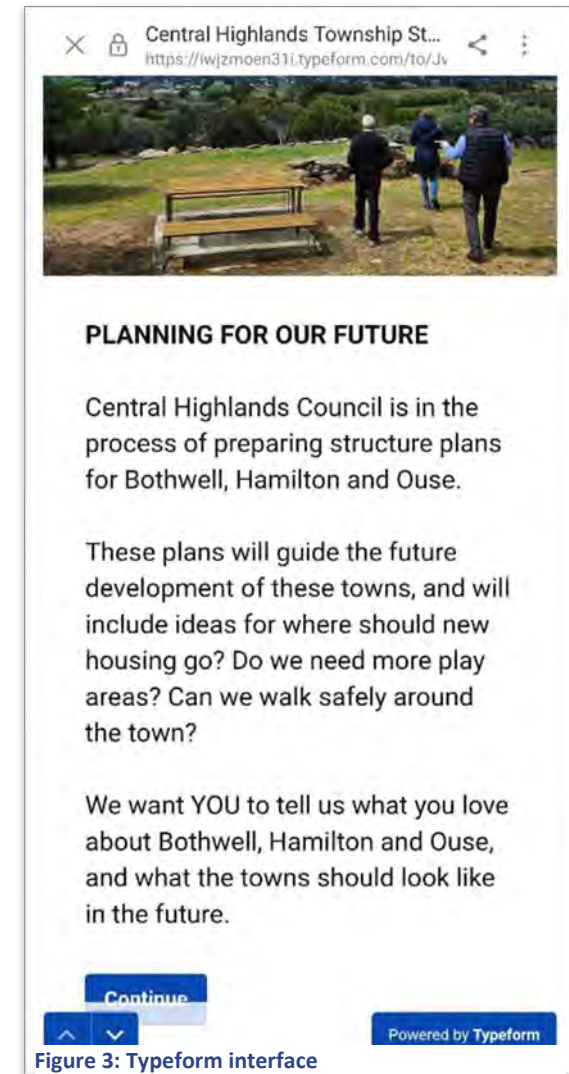 Central Highlands Township St...
https://iwjzmoen31i.typeform.com/to/Jv
PLANNING FOR OUR FUTURE
Central Highlands Council is in the
process of preparing structure plans
for Bothwell, Hamilton and Ouse.
These plans will guide the future
development of these towns, and will
include ideas for where should new
housing go? Do we need more play
areas? Can we walk safely around
the town?
We want YOU to tell us what you love
about Bothwell, Hamilton and Ouse,
and what the towns should look like
in the future.
Continue
Powered by Typeform
Figure 3: Typeform interface